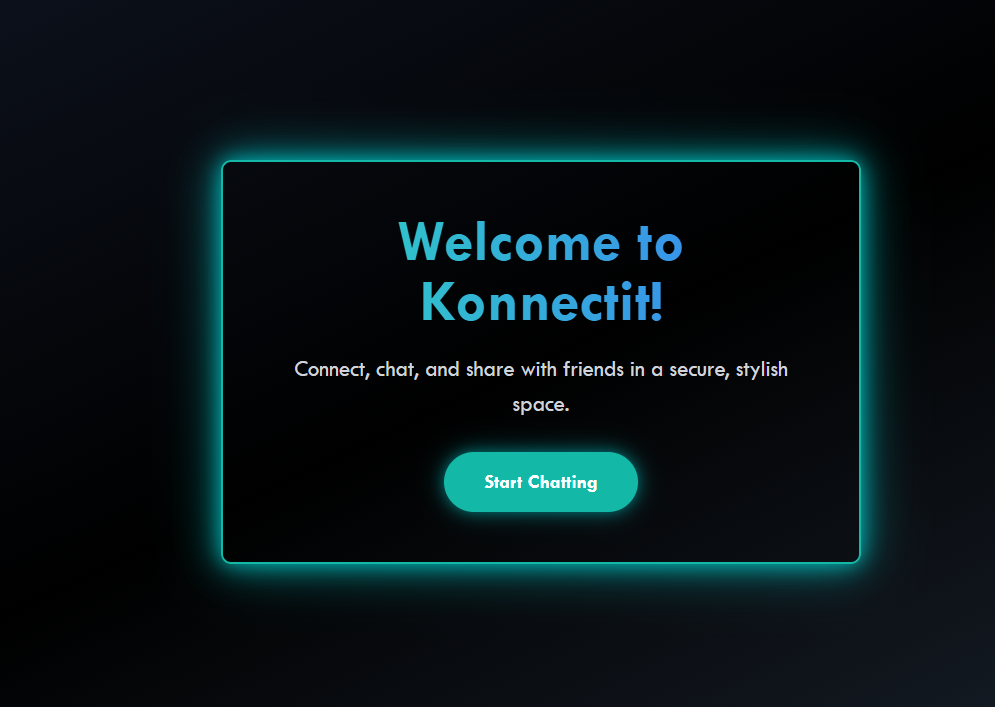 Welcome to
Konnectit!
Connect, chat, and share with friends in a secure, stylish
space.
Start Chatting